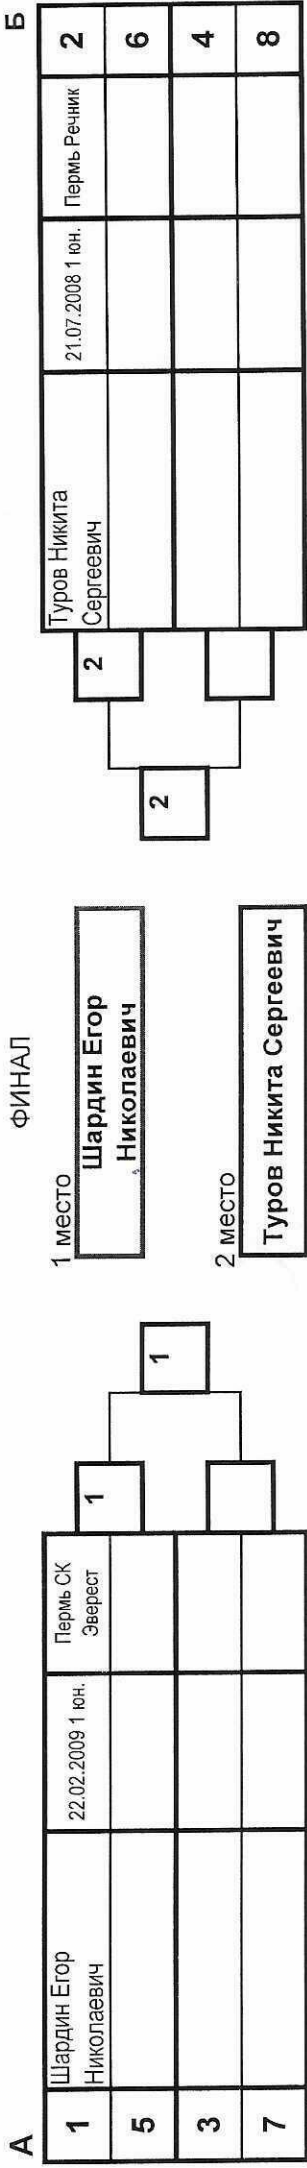 А
1
Шардин Егор
Николаевич
22.02.2009 1 юн.
Пермь СК
Эверест
5
3
7
1
1
ФИНАЛ
1 место
Шардин Егор
Николаевич
2 место
Туров Никита Сергеевич
Б
2
2
Туров Никита
Сергеевич
21.07.2008 1 юн.
Пермь Речник
2
6
4
8